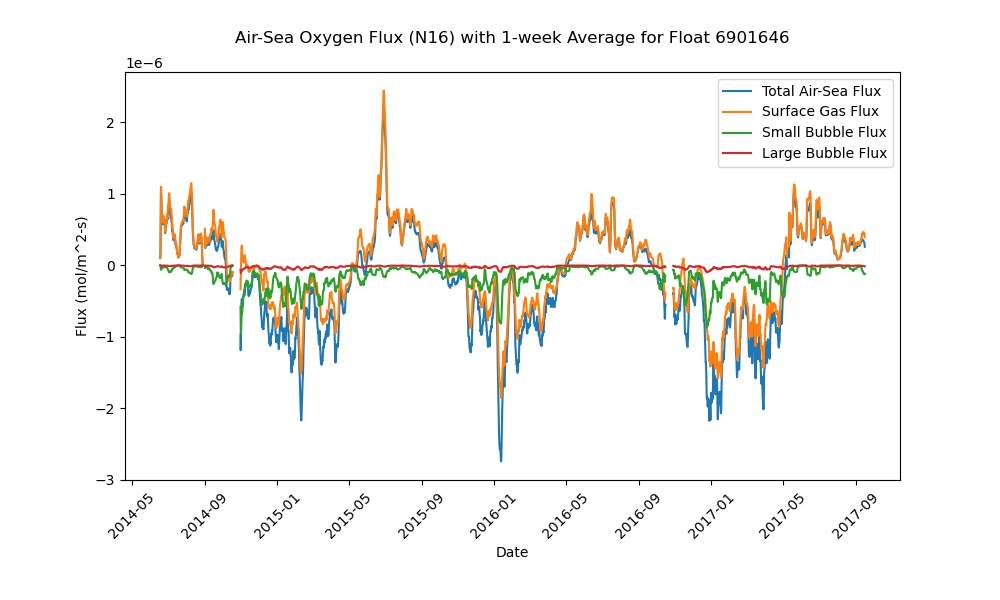 Air-Sea Oxygen Flux (N16) with 1-week Average for Float 6901646
1e−6
Total Air-Sea Flux
Surface Gas Flux
Small Bubble Flux
Large Bubble Flux
2
1
0
−1
−2
−3
Flux (mol/m^2-s)
2014-05
2014-09
2015-01
2015-05
2015-09
2016-01
2016-05
2016-09
2017-01
2017-05
2017-09
Date